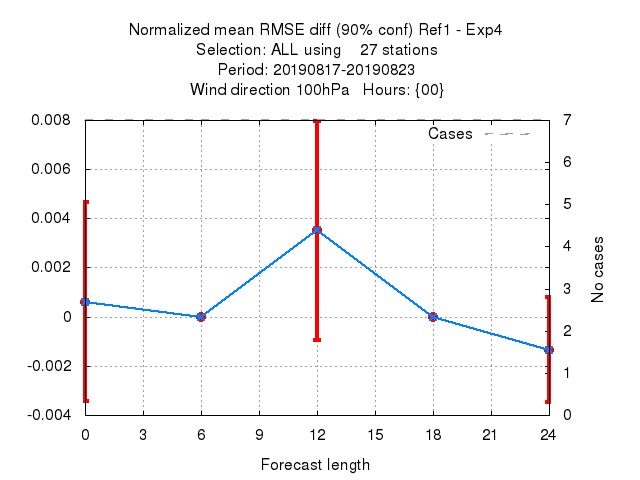 Normalized mean RMSE diff (90% conf) Ref1 - Exp4
Selection: ALL using    27 stations
Period: 20190817-20190823
Wind direction 100hPa   Hours: {00}
Cases
0.008
0.006
0.004
0.002
0
-0.002
-0.004
7
6
5
4
3
2
1
0
No cases
0 3 6 9 12 15 18 21 24
Forecast length